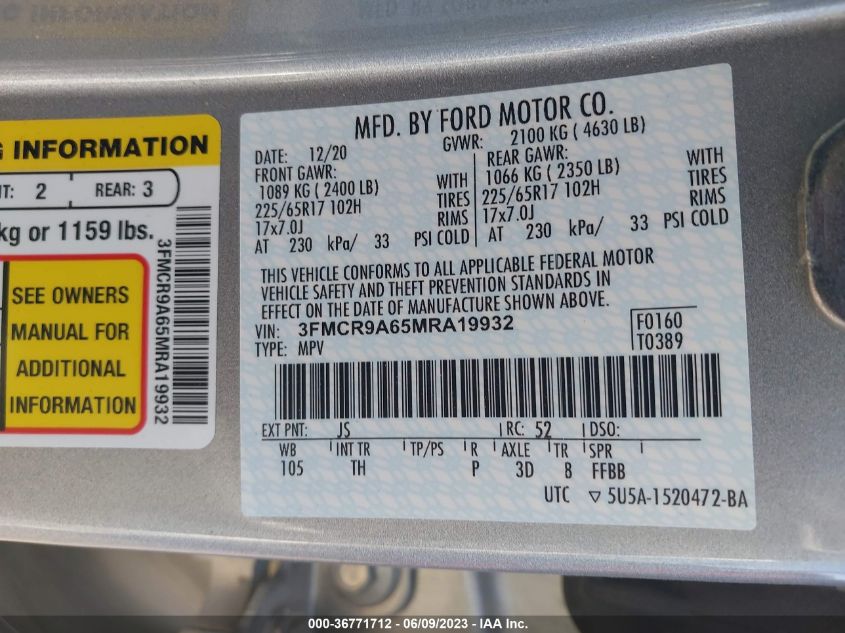 G INFORMATION
NT: 2 REAR: 3
kg or 1159 lbs.
SEE OWNERS
MANUAL FOR
ADDITIONAL
INFORMATION
3FMCR9A65MRA19932
MFD. BY FORD MOTOR CO.
DATE: 12/20 GVWR: 2100 KG ( 4630 LB)
FRONT GAWR: REAR GAWR:
1089 KG ( 2400 LB) WITH 1066 KG ( 2350 LB) WITH
225/65R17 102H TIRES 225/65R17 102H TIRES
17x7.0J RIMS 17x7.0J RIMS
AT 230 kPa/ 33 PSI COLD AT 230 kPa/ 33 PSI COLD
THIS VEHICLE CONFORMS TO ALL APPLICABLE FEDERAL MOTOR
VEHICLE SAFETY AND THEFT PREVENTION STANDARDS IN
EFFECT ON THE DATE OF MANUFACTURE SHOWN ABOVE.
VIN: 3FMCR9A65MRA19932 F0160
TYPE: MPV T0389
EXT PNT: JS RC: 52 DSO:
WB INT TR TP/PS R AXLE TR SPR
105 TH P 3D 8 FFBB
UTC ▽ 5U5A-1520472-BA
000-36771712 - 06/09/2023 - IAA Inc.